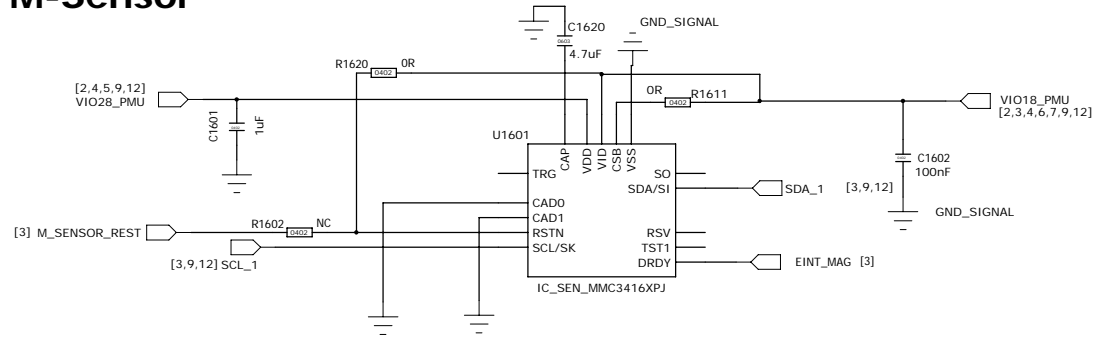 M-Sensor
C1620
0603
4.7uF
GND_SIGNAL
R1620
0402
0R
[2,4,5,9,12]
VIO28_PMU
0R
0402
R1611
VIO18_PMU
[2,3,4,6,7,9,12]
C1601
1uF
U1601
CAP
VDD
VID
CSB
VSS
C1602
100nF
TRG
SO
SDA/SI
SDA_1
[3,9,12]
CAD0
CAD1
GND_SIGNAL
[3] M_SENSOR_REST
R1602
0402
NC
RSTN
RSV
SCL/SK
TST1
[3,9,12] SCL_1
DRDY
EINT_MAG [3]
IC_SEN_MMC3416XPJ